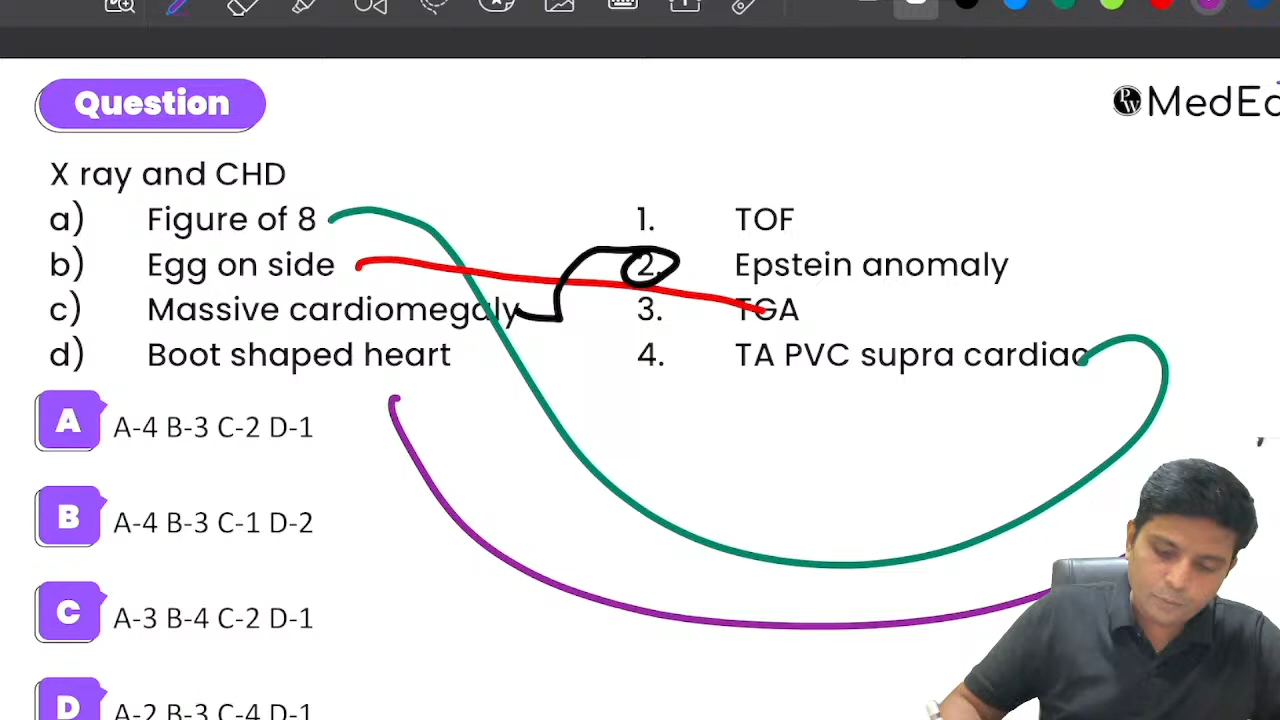 Question
PW MedEd
X ray and CHD
a) Figure of 8 1. TOF
b) Egg on side 2. Epstein anomaly
c) Massive cardiomegaly 3. TGA
d) Boot shaped heart 4. TA PVC supra cardiac
A A-4 B-3 C-2 D-1
B A-4 B-3 C-1 D-2
C A-3 B-4 C-2 D-1
D A-2 B-3 C-4 D-1